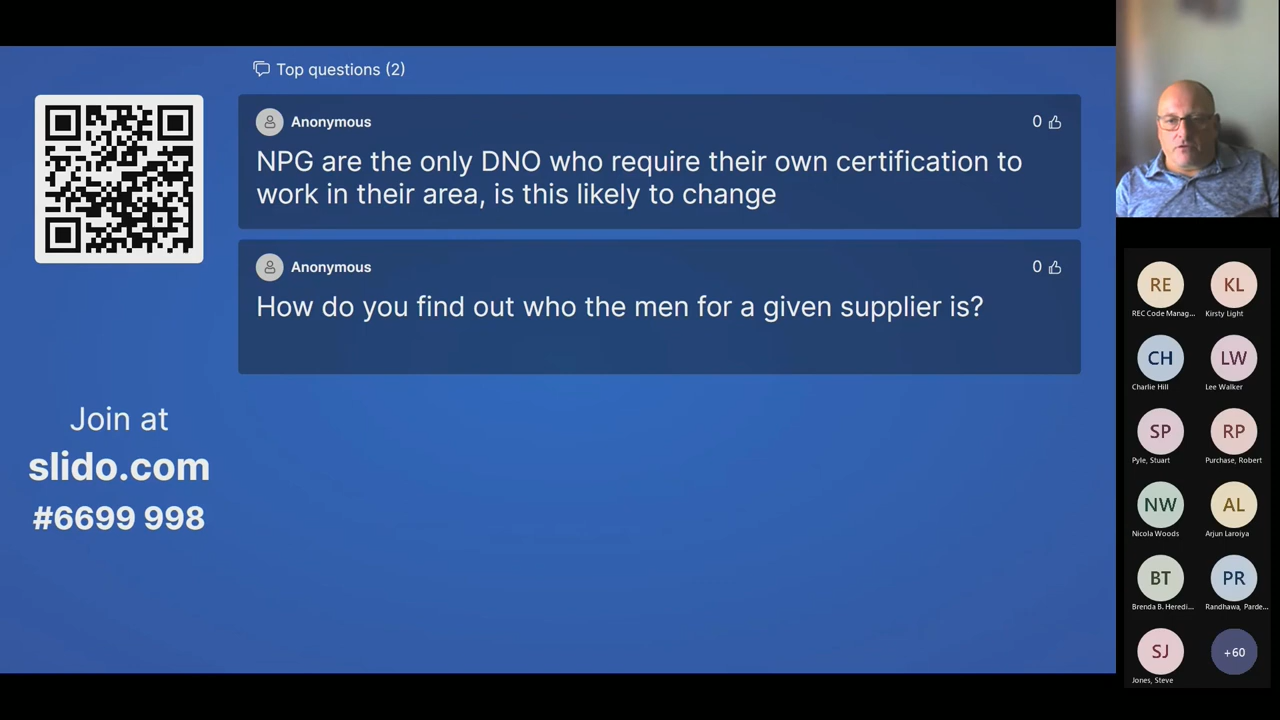 Top questions (2)
Anonymous
0
NPG are the only DNO who require their own certification to
work in their area, is this likely to change
Anonymous
0
How do you find out who the men for a given supplier is?
Join at
slido.com
#6699 998
RE
REC Code Manag...
KL
Kirsty Light
CH
Charlie Hill
LW
Lee Walker
SP
Pyle, Stuart
RP
Purchase, Robert
NW
Nicola Woods
AL
Arjun Laroiya
BT
Brenda B. Heredi...
PR
Randhawa, Parde...
SJ
Jones, Steve
+60